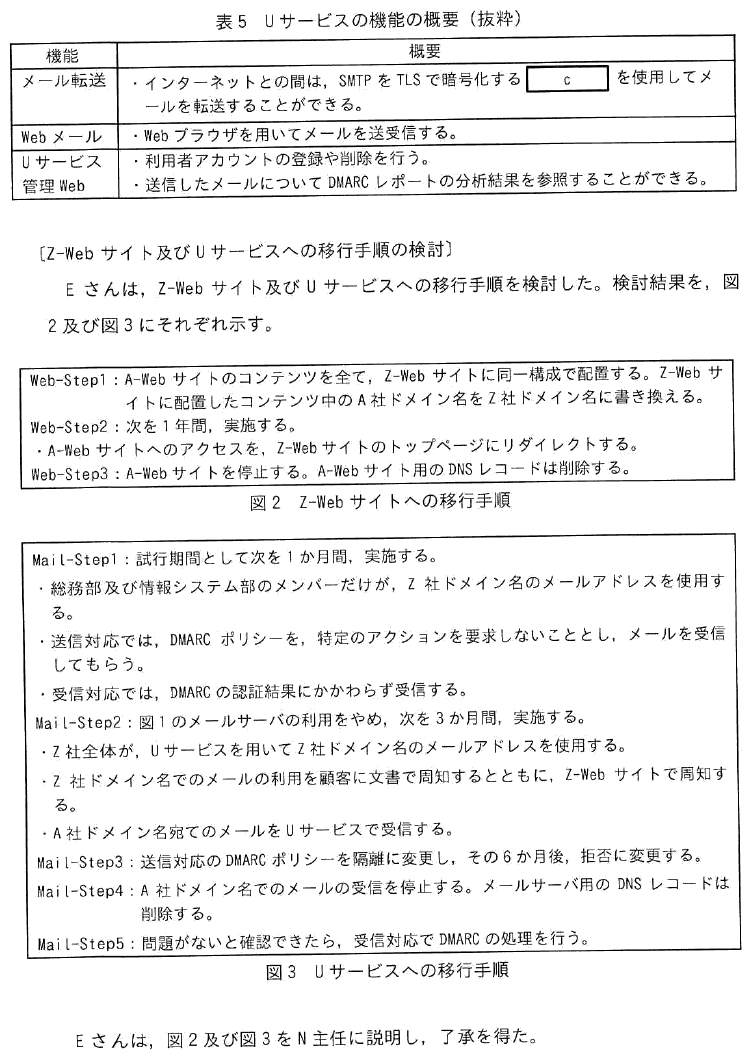 表5 Uサービスの機能の概要（抜粋）
機能 概要
メール転送 ・インターネットとの間は，SMTPをTLSで暗号化する c を使用してメ
ールを転送することができる。
Webメール ・Webブラウザを用いてメールを送受信する。
Uサービス ・利用者アカウントの登録や削除を行う。
管理Web ・送信したメールについてDMARCレポートの分析結果を参照することができる。
〔Z-Webサイト及びUサービスへの移行手順の検討〕
Eさんは，Z-Webサイト及びUサービスへの移行手順を検討した。検討結果を，図
2及び図3にそれぞれ示す。
Web-Step1：A-Webサイトのコンテンツを全て，Z-Webサイトに同一構成で配置する。Z-Webサ
イトに配置したコンテンツ中のA社ドメイン名をZ社ドメイン名に書き換える。
Web-Step2：次を1年間，実施する。
・A-Webサイトへのアクセスを，Z-Webサイトのトップページにリダイレクトする。
Web-Step3：A-Webサイトを停止する。A-Webサイト用のDNSレコードは削除する。
図2 Z-Webサイトへの移行手順
Mail-Step1：試行期間として次を1か月間，実施する。
・総務部及び情報システム部のメンバーだけが，Z社ドメイン名のメールアドレスを使用す
る。
・送信対応では，DMARCポリシーを，特定のアクションを要求しないこととし，メールを受信
してもらう。
・受信対応では，DMARCの認証結果にかかわらず受信する。
Mail-Step2：図1のメールサーバの利用をやめ，次を3か月間，実施する。
・Z社全体が，Uサービスを用いてZ社ドメイン名のメールアドレスを使用する。
・Z社ドメイン名でのメールの利用を顧客に文書で周知するとともに，Z-Webサイトで周知す
る。
・A社ドメイン名宛てのメールをUサービスで受信する。
Mail-Step3：送信対応のDMARCポリシーを隔離に変更し，その6か月後，拒否に変更する。
Mail-Step4：A社ドメイン名でのメールの受信を停止する。メールサーバ用のDNSレコードは
削除する。
Mail-Step5：問題がないと確認できたら，受信対応でDMARCの処理を行う。
図3 Uサービスへの移行手順
Eさんは，図2及び図3をN主任に説明し，了承を得た。